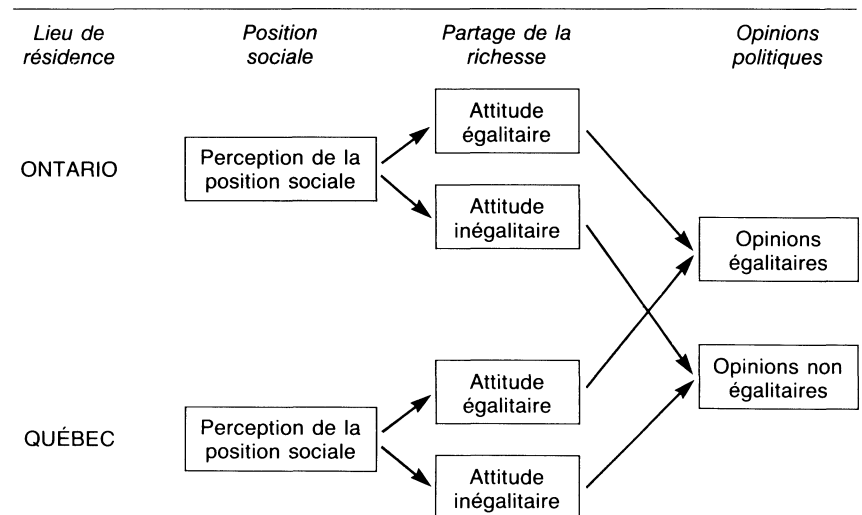 Lieu de
résidence
Position
sociale
Partage de la
richesse
Opinions
politiques
ONTARIO
Perception de la
position sociale
Attitude
égalitaire
Attitude
inégalitaire
Opinions
égalitaires
Opinions non
égalitaires
QUÉBEC
Perception de la
position sociale
Attitude
égalitaire
Attitude
inégalitaire